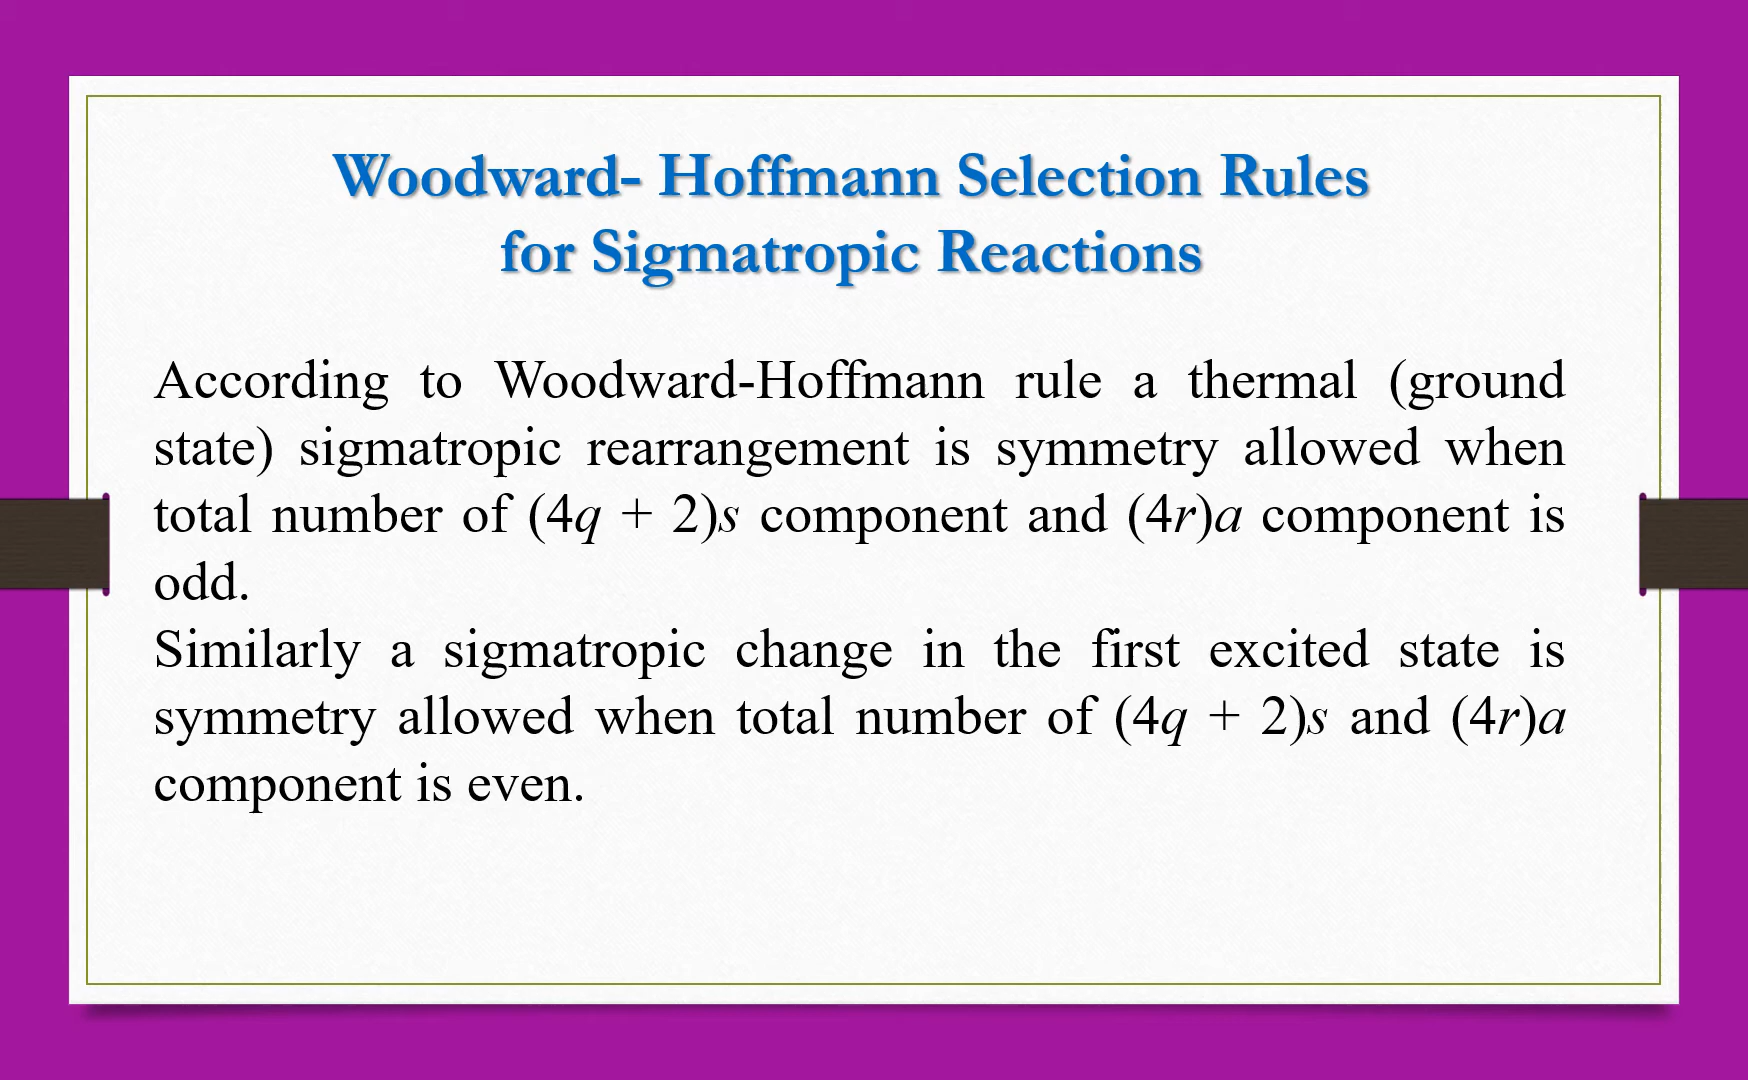 Woodward- Hoffmann Selection Rules
for Sigmatropic Reactions
According to Woodward-Hoffmann rule a thermal (ground
state) sigmatropic rearrangement is symmetry allowed when
total number of (4q + 2)s component and (4r)a component is
odd.
Similarly a sigmatropic change in the first excited state is
symmetry allowed when total number of (4q + 2)s and (4r)a
component is even.